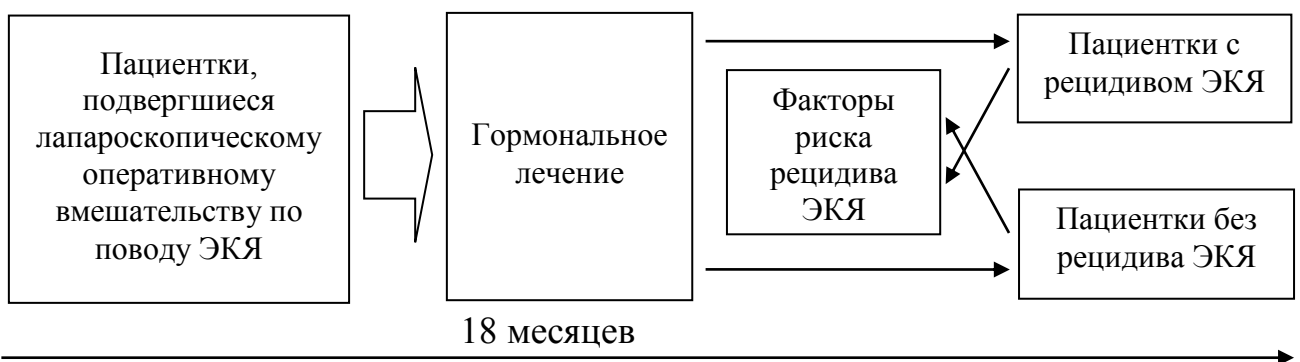 Пациентки,
подвергшиеся
лапароскопическому
оперативному
вмешательству по
поводу ЭКЯ
Гормональное
лечение
Факторы
риска
рецидива
ЭКЯ
Пациентки с
рецидивом ЭКЯ
Пациентки без
рецидива ЭКЯ
18 месяцев